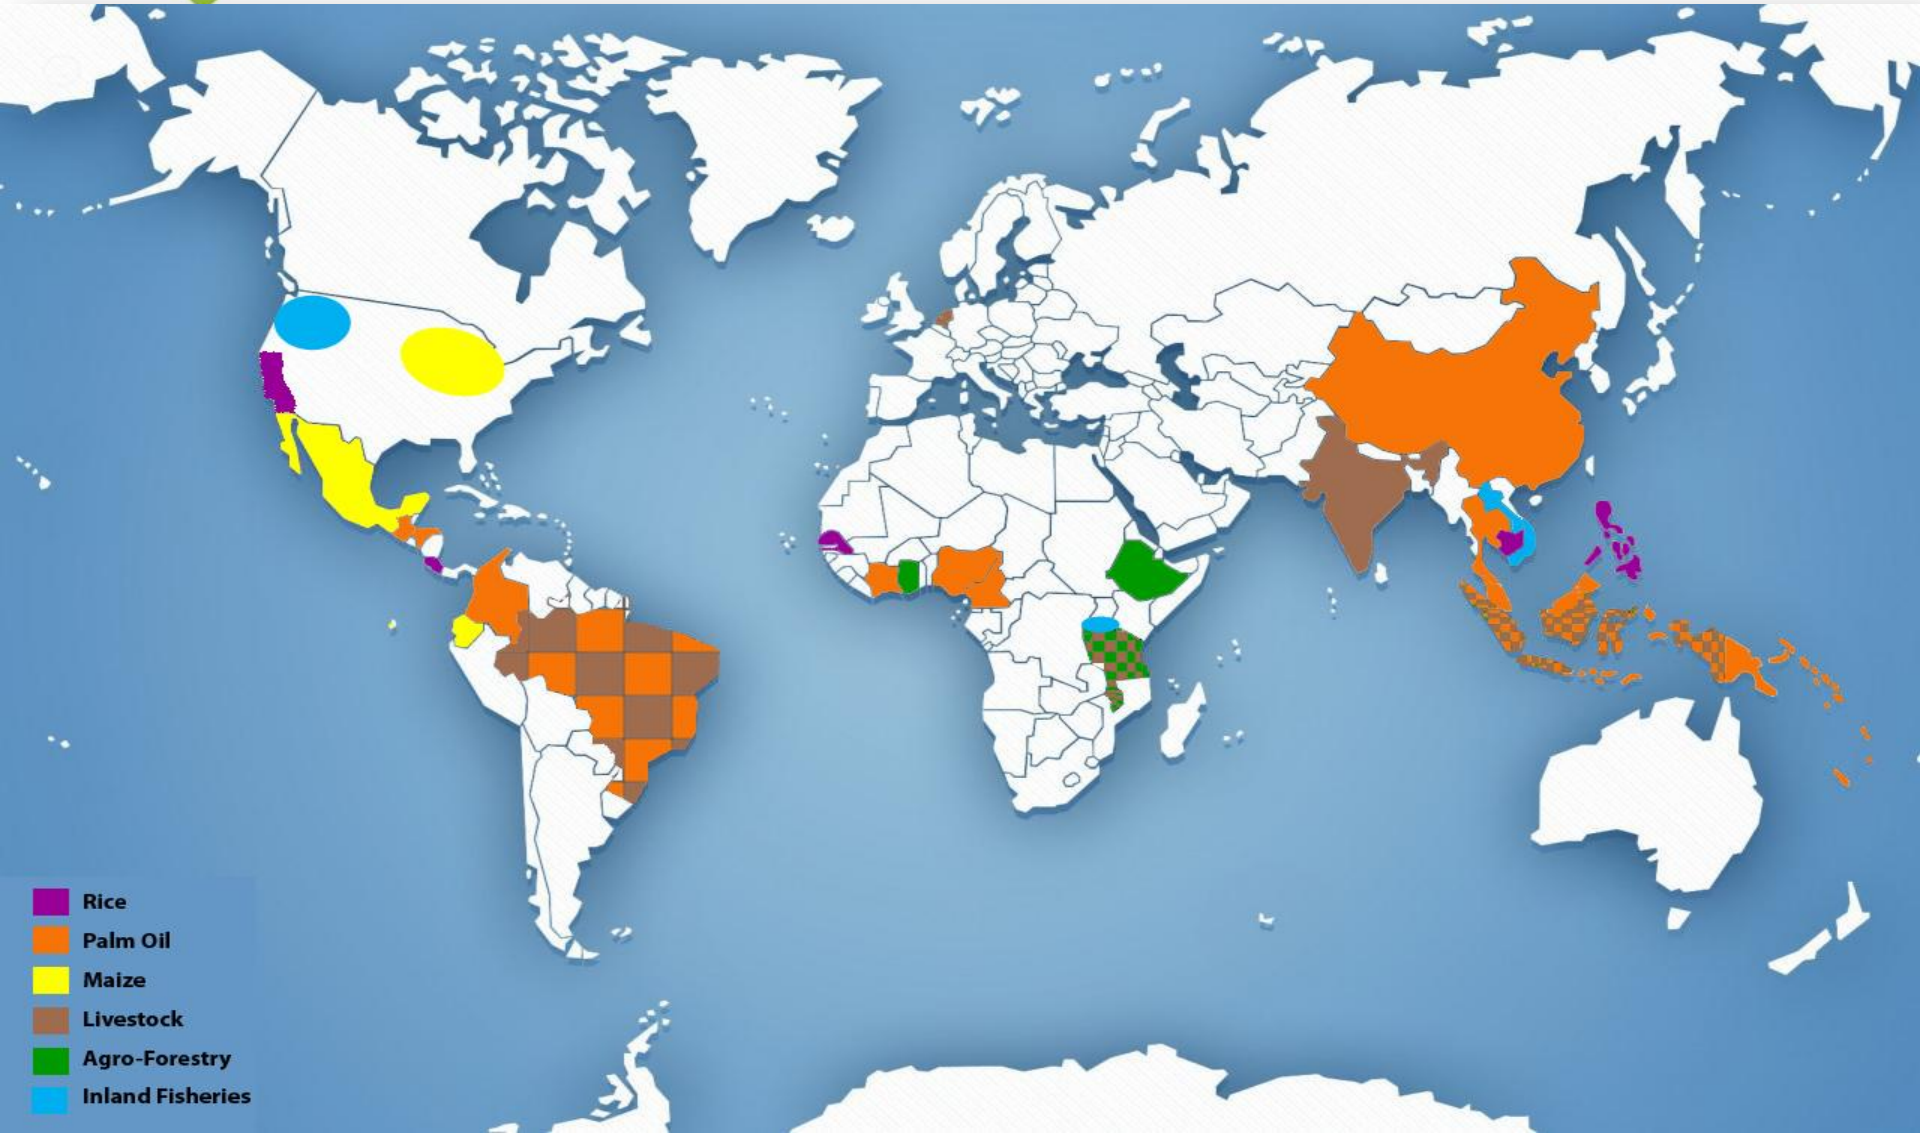 Rice
Palm Oil
Maize
Livestock
Agro-Forestry
Inland Fisheries